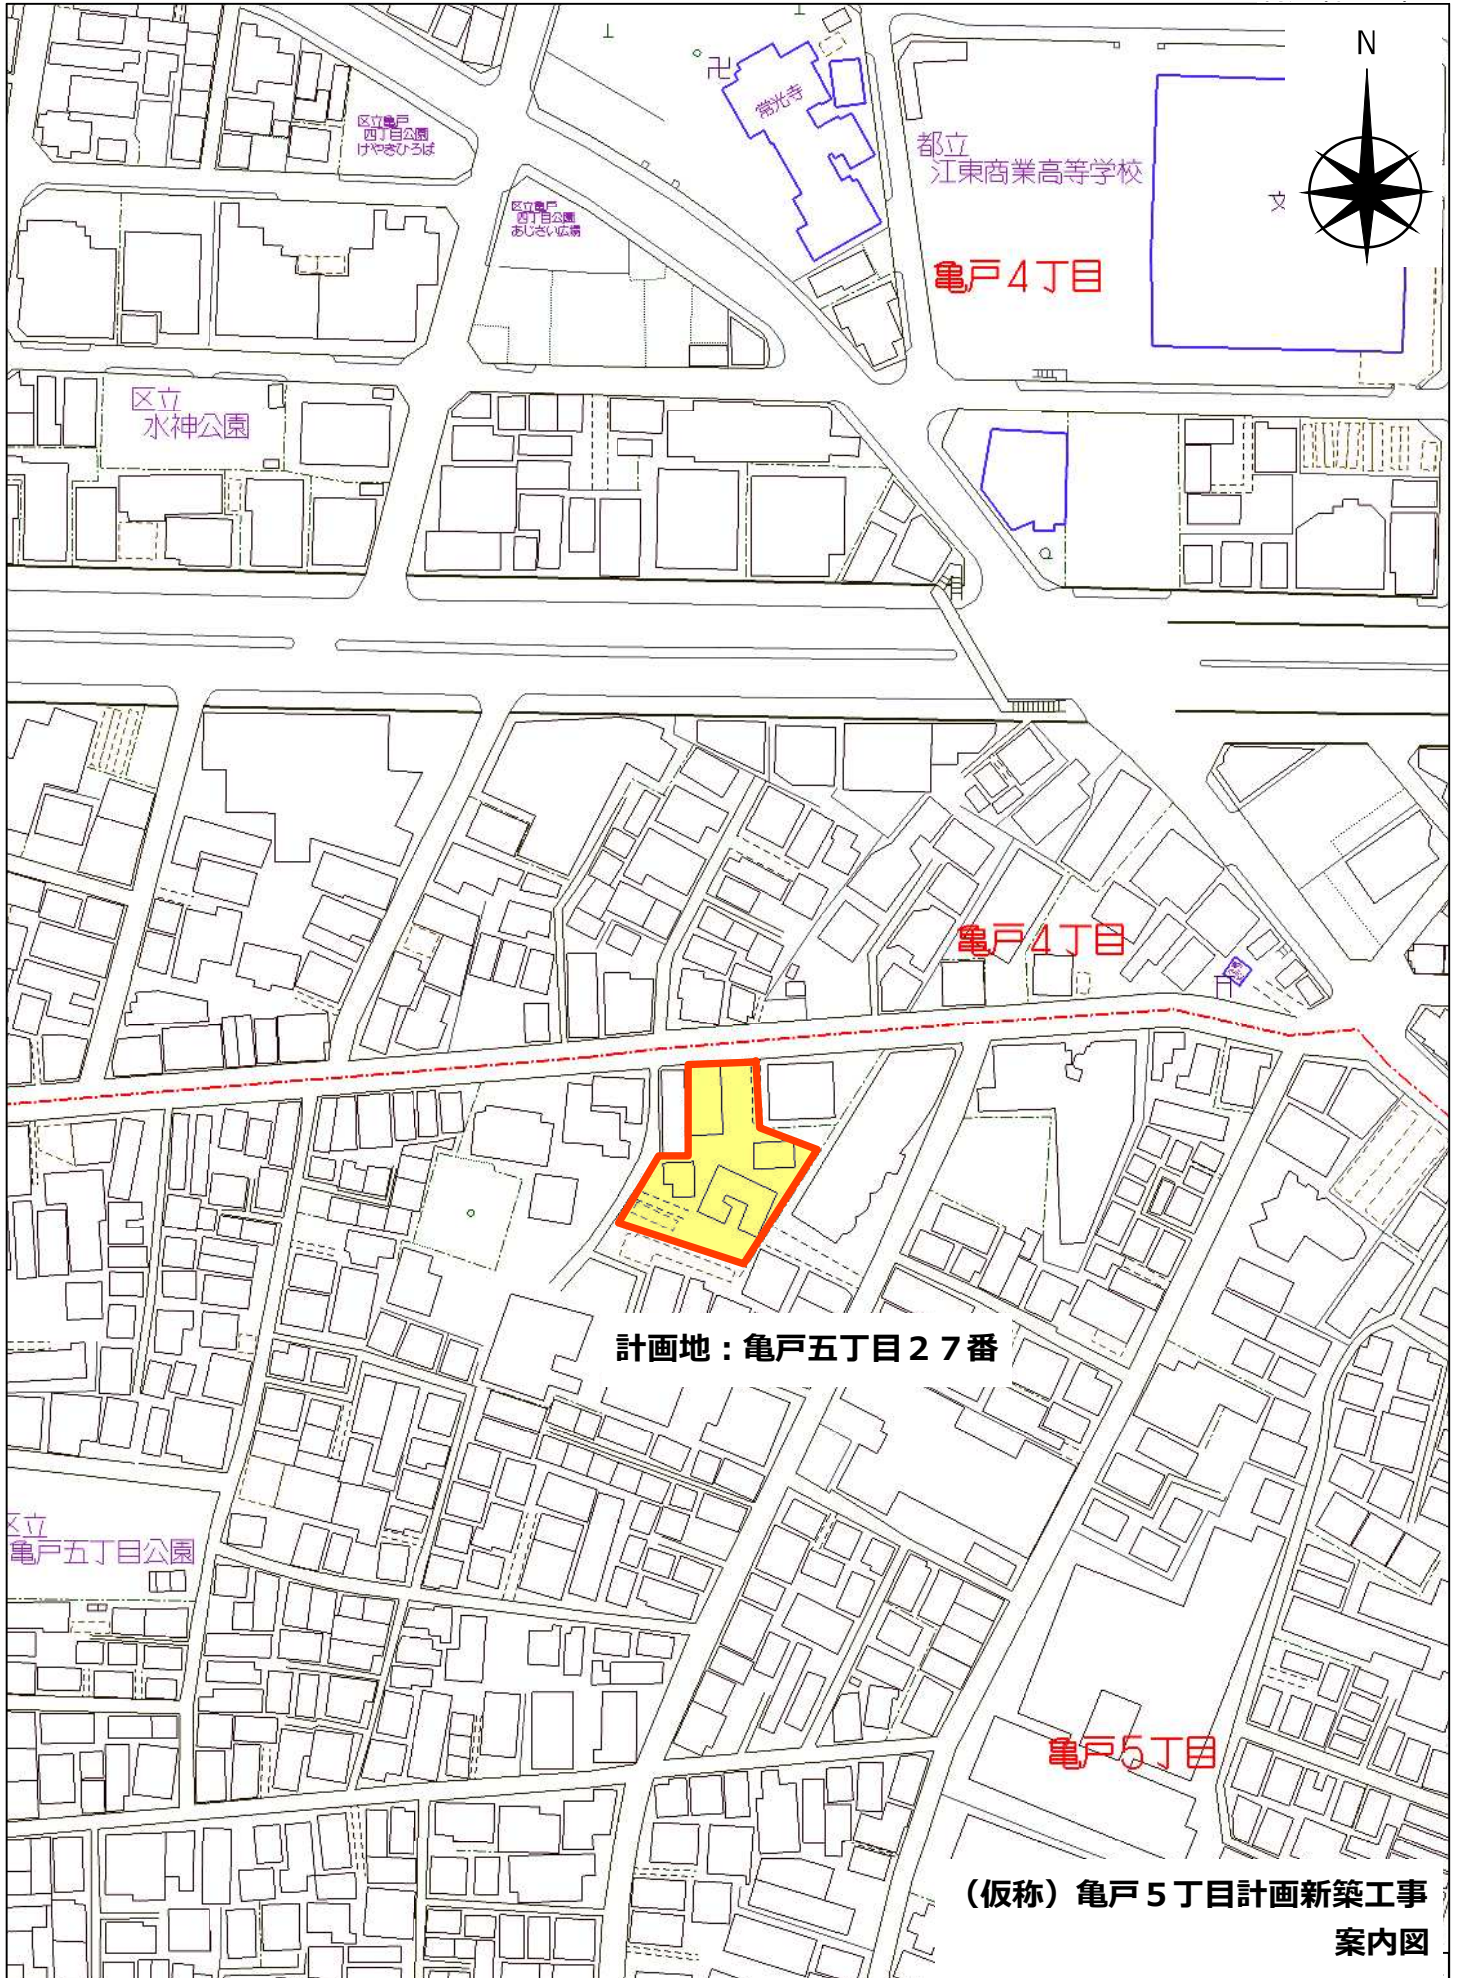 N
卍
常光寺
区立亀戸
四丁目公園
けやきひろば
都立
江東商業高等学校
文
区立亀戸
四丁目公園
あじさい広場
亀戸4丁目
区立
水神公園
亀戸4丁目
計画地：亀戸五丁目２７番
区立
亀戸五丁目公園
亀戸5丁目
（仮称）亀戸５丁目計画新築工事
案内図